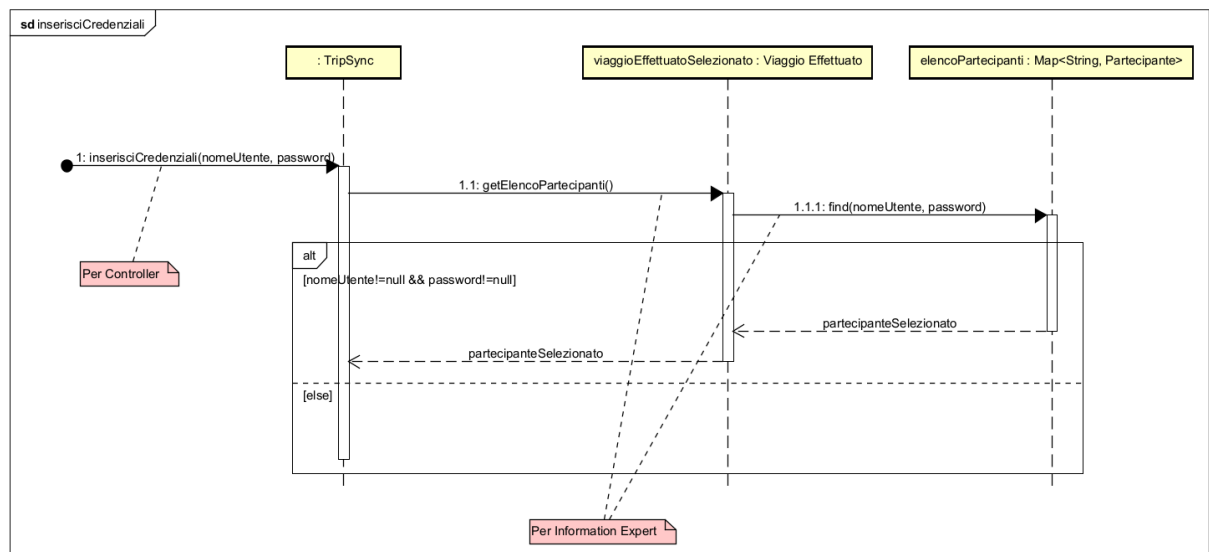 sd inserisciCredenziali
: TripSync
viaggioEffettuatoSelezionato : Viaggio Effettuato
elencoPartecipanti : Map<String, Partecipante>
1: inserisciCredenziali(nomeUtente, password)
1.1: getElencoPartecipanti()
1.1.1: find(nomeUtente, password)
alt
Per Controller
[nomeUtente!=null && password!=null]
partecipanteSelezionato
partecipanteSelezionato
[else]
Per Information Expert